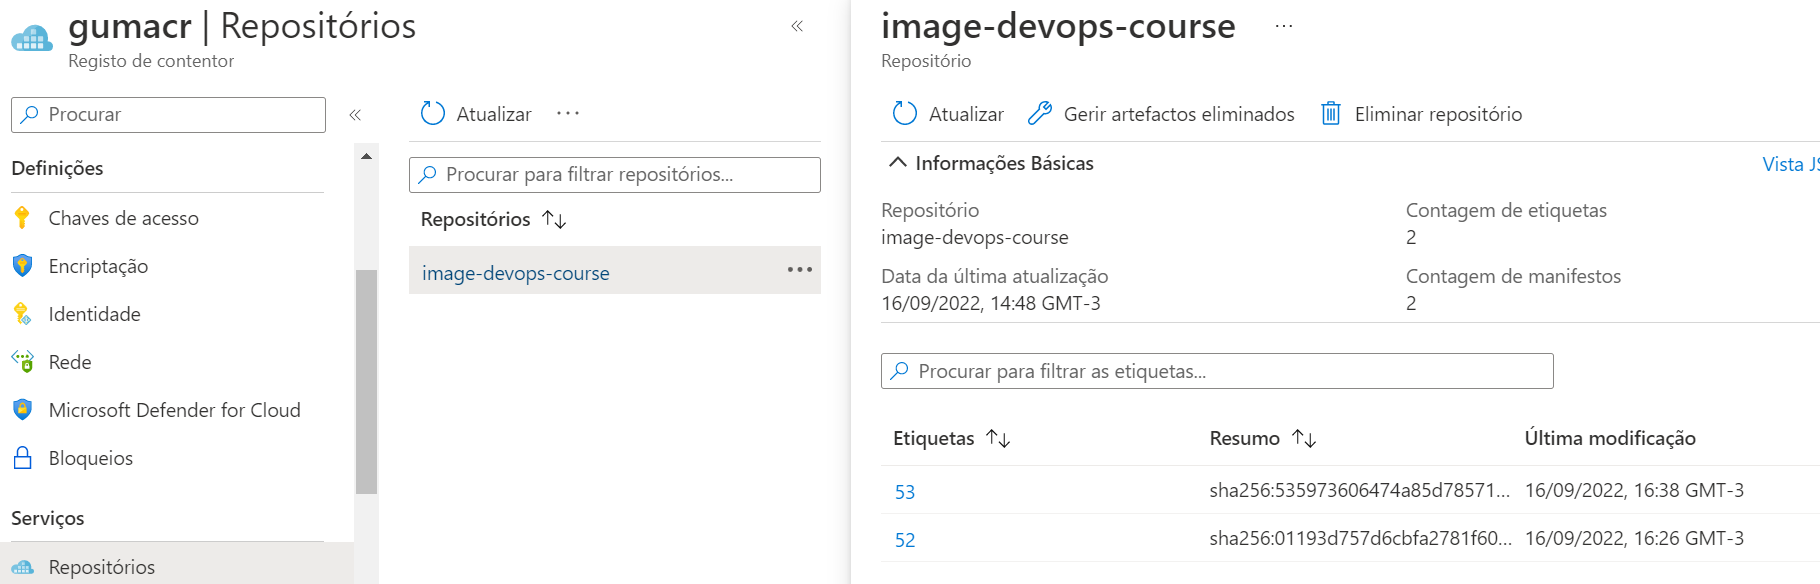 gumacr | Repositórios
Registo de contentor
Procurar
Definições
Chaves de acesso
Encriptação
Identidade
Rede
Microsoft Defender for Cloud
Bloqueios
Serviços
Repositórios
Atualizar
Procurar para filtrar repositórios...
Repositórios
image-devops-course
image-devops-course
Repositório
Atualizar Gerir artefactos eliminados Eliminar repositório
Informações Básicas Vista JS
Repositório Contagem de etiquetas
image-devops-course 2
Data da última atualização Contagem de manifestos
16/09/2022, 14:48 GMT-3 2
Procurar para filtrar as etiquetas...
Etiquetas Resumo Última modificação
53 sha256:535973606474a85d78571... 16/09/2022, 16:38 GMT-3
52 sha256:01193d757d6cbfa2781f60... 16/09/2022, 16:26 GMT-3